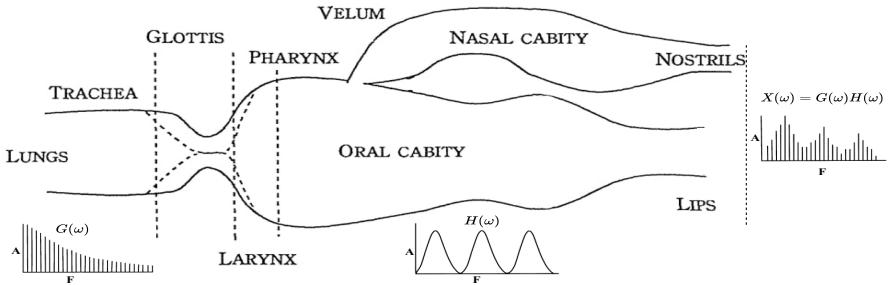 VELUM
GLOTTIS
NASAL CABITY
PHARYNX
NOSTRILS
TRACHEA
X(ω) = G(ω)H(ω)
A
F
LUNGS
ORAL CABITY
LIPS
G(ω)
A
F
LARYNX
H(ω)
A
F